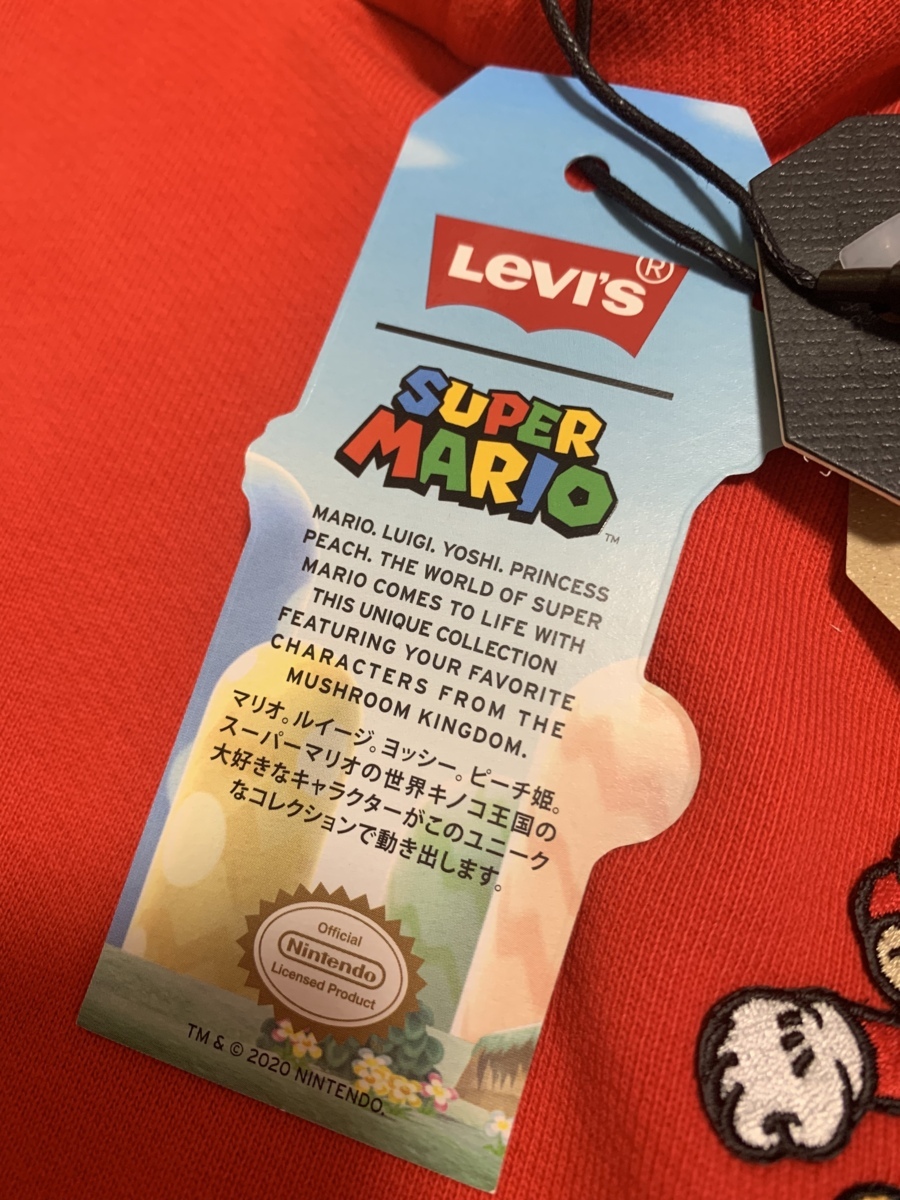 LEVI'S®
SUPER
MARIO™
MARIO. LUIGI. YOSHI. PRINCESS
PEACH. THE WORLD OF SUPER
MARIO COMES TO LIFE WITH
THIS UNIQUE COLLECTION
FEATURING YOUR FAVORITE
CHARACTERS FROM THE
MUSHROOM KINGDOM.
マリオ。ルイージ。ヨッシー。ピーチ姫。
スーパーマリオの世界キノコ王国の
大好きなキャラクターがこのユニーク
なコレクションで動き出します。
Official
Nintendo
Licensed Product
TM & © 2020 NINTENDO.